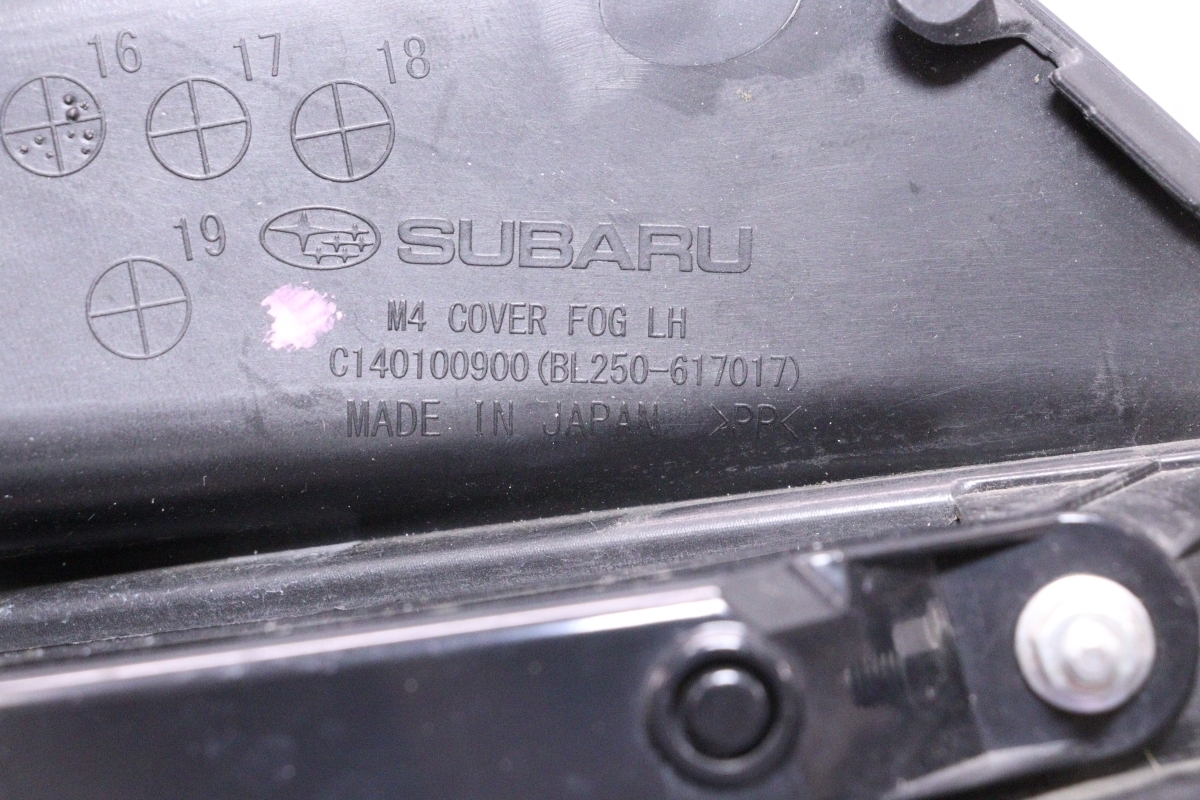 16 17 18
19 SUBARU
M4 COVER FOG LH
C140100900(BL250-617017)
MADE IN JAPAN >PP<